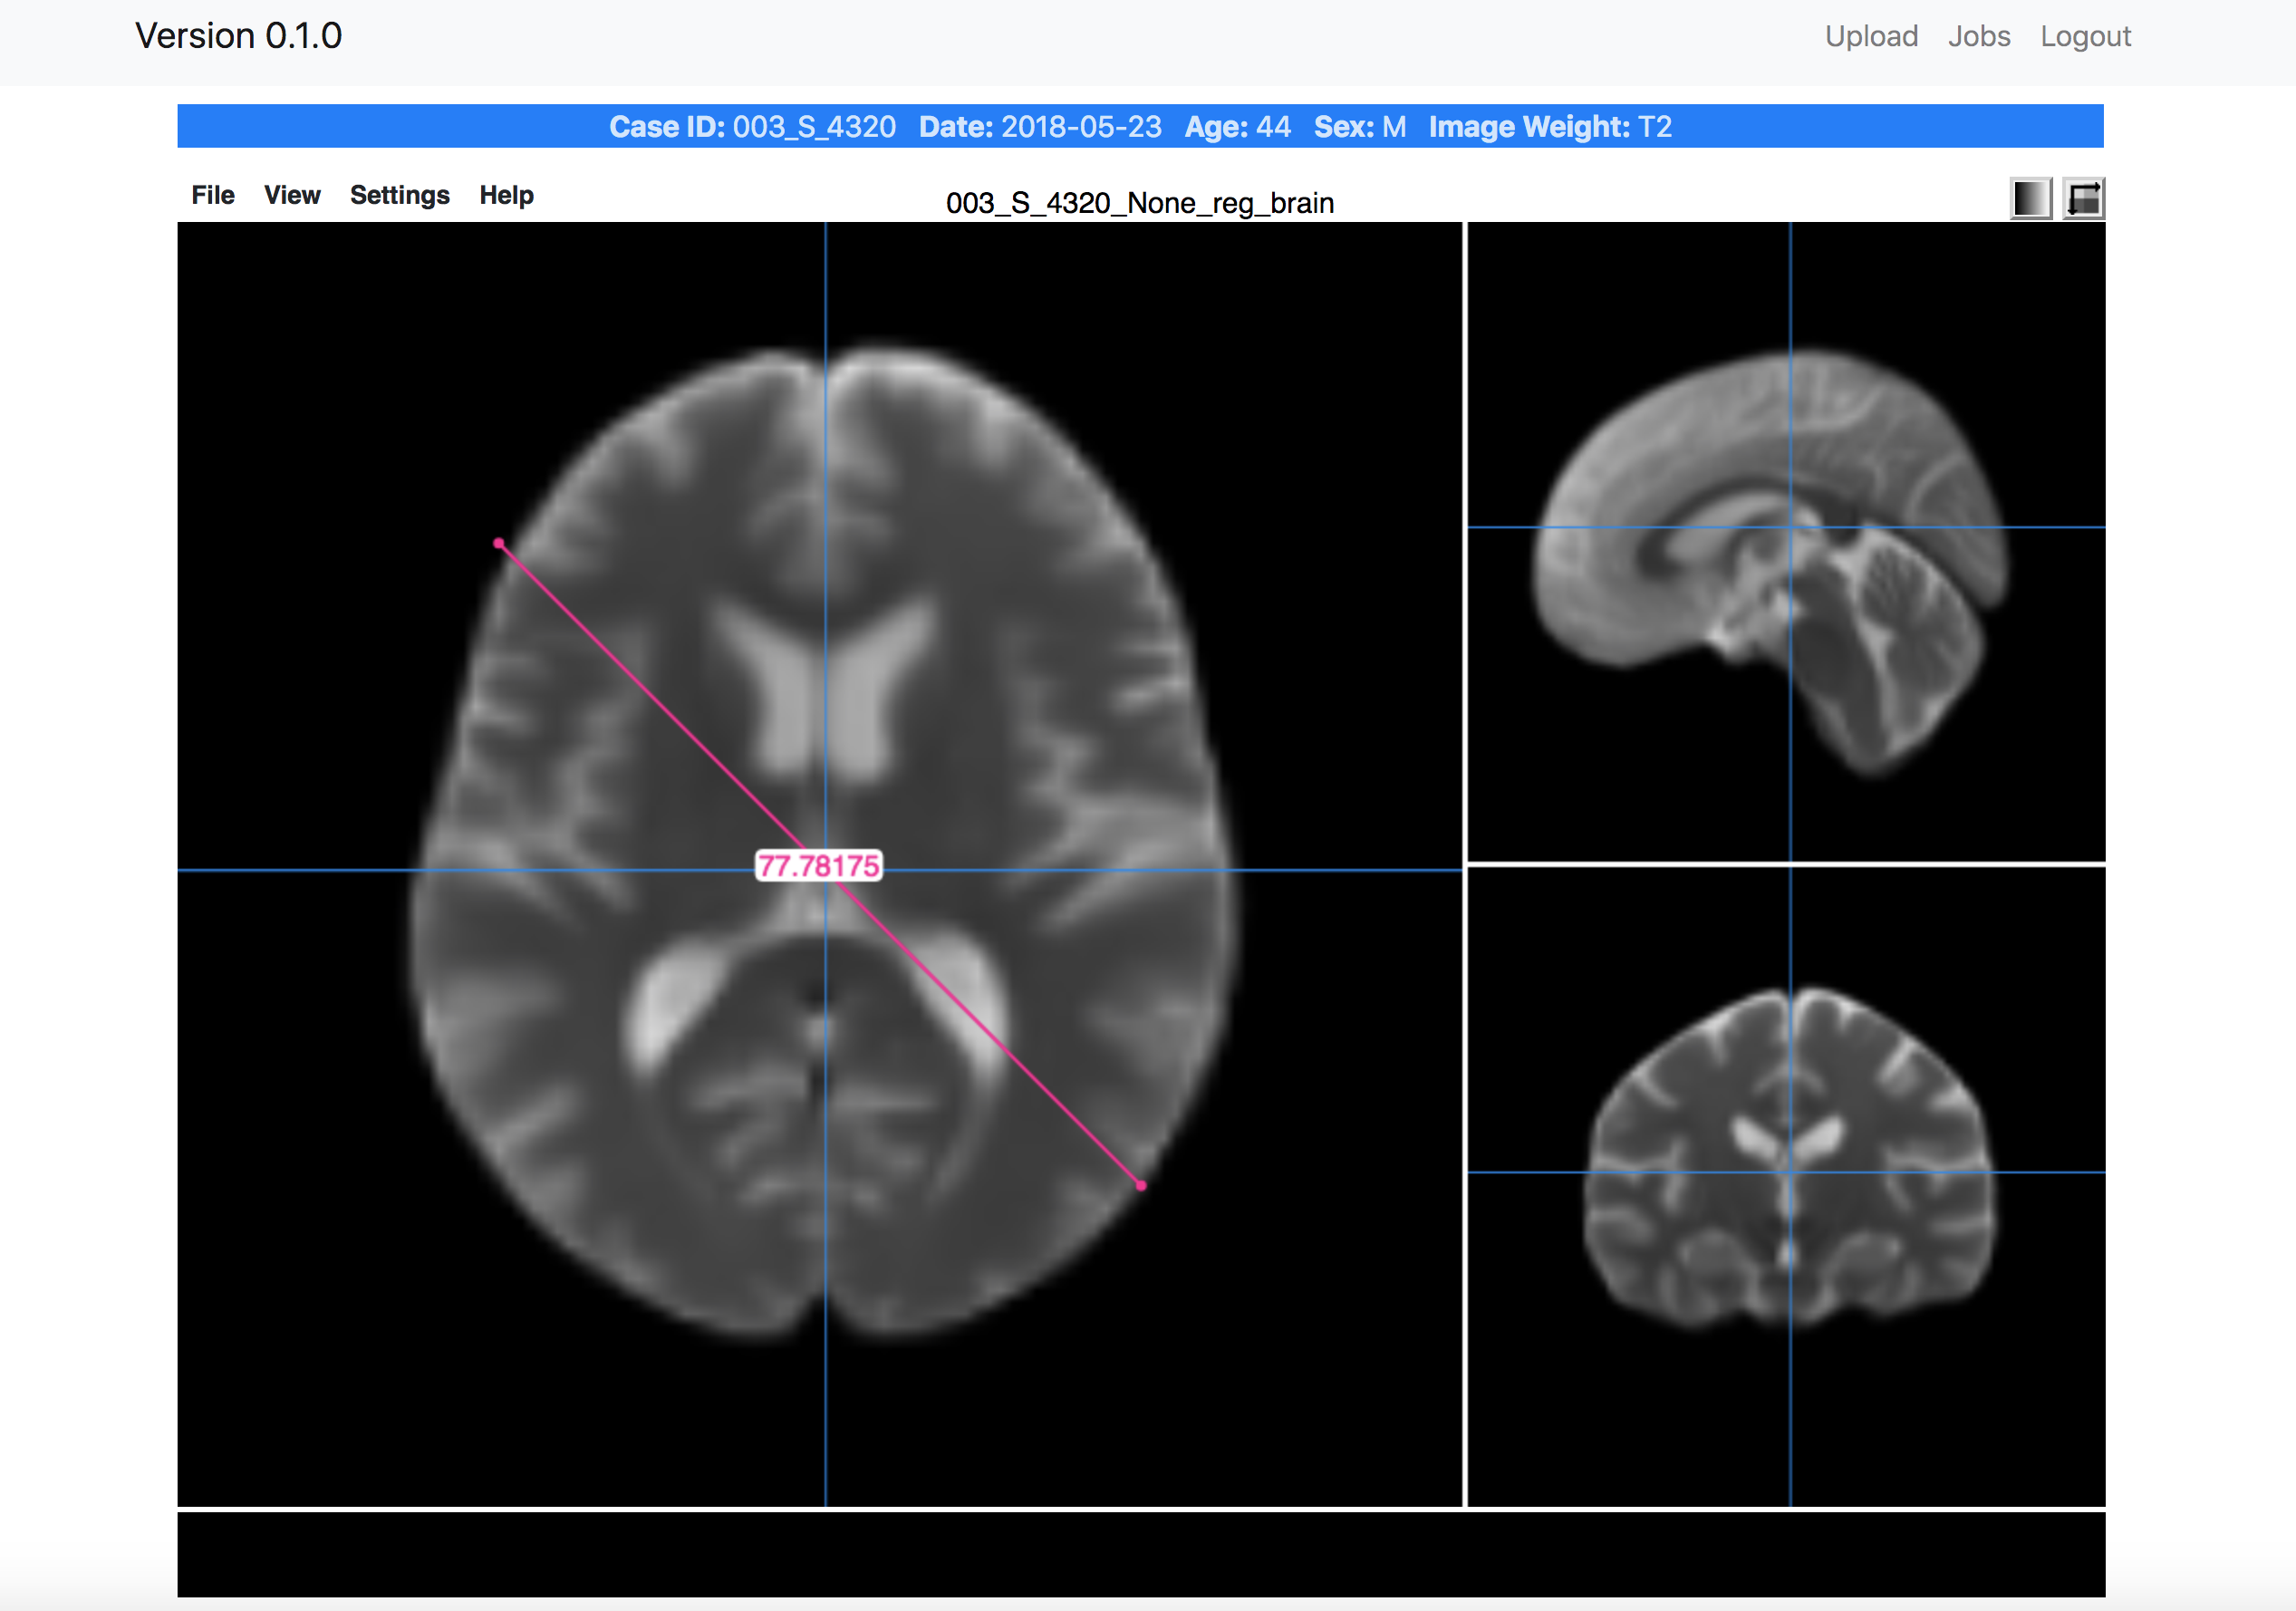 Version 0.1.0 Upload Jobs Logout
Case ID: 003_S_4320 Date: 2018-05-23 Age: 44 Sex: M Image Weight: T2
File View Settings Help 003_S_4320_None_reg_brain
77.78175